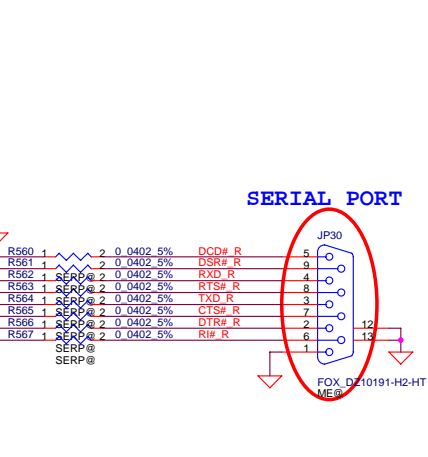 SERIAL PORT
JP30
R560 1 2 0_0402_5% DCD#_R 5
R561 1 2 0_0402_5% DSR#_R 9
R562 1 SERP@ 2 0_0402_5% RXD_R 4
R563 1 SERP@ 2 0_0402_5% RTS#_R 8
R564 1 SERP@ 2 0_0402_5% TXD_R 3
R565 1 SERP@ 2 0_0402_5% CTS#_R 7
R566 1 SERP@ 2 0_0402_5% DTR#_R 2 12
R567 1 SERP@ 2 0_0402_5% RI#_R 6 13
SERP@ 1
SERP@
FOX_DZ10191-H2-HT
ME@